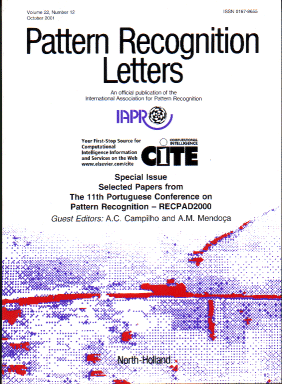 Volume 22, Number 12
October 2001
ISSN 0167-8655
Pattern Recognition
Letters
An official publication of the
International Association for Pattern Recognition
IAPR
Your First-Stop Source for
Computational
Intelligence Information
and Services on the Web
www.elsevier.com/cite
COMPUTATIONAL
INTELLIGENCE
CITE
Special Issue
Selected Papers from
The 11th Portuguese Conference on
Pattern Recognition – RECPAD2000
Guest Editors: A.C. Campilho and A.M. Mendoça
North-Holland